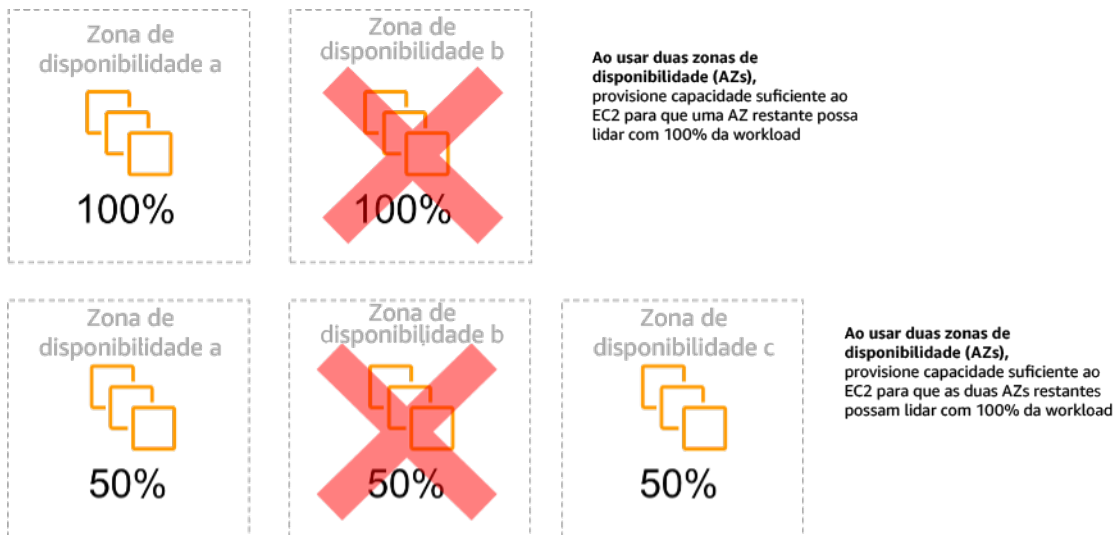 Zona de
disponibilidade a
100%
Zona de
disponibilidade b
100%
Ao usar duas zonas de
disponibilidade (AZs),
provisione capacidade suficiente ao
EC2 para que uma AZ restante possa
lidar com 100% da workload
Zona de
disponibilidade a
50%
Zona de
disponibilidade b
50%
Zona de
disponibilidade c
50%
Ao usar duas zonas de
disponibilidade (AZs),
provisione capacidade suficiente ao
EC2 para que as duas AZs restantes
possam lidar com 100% da workload